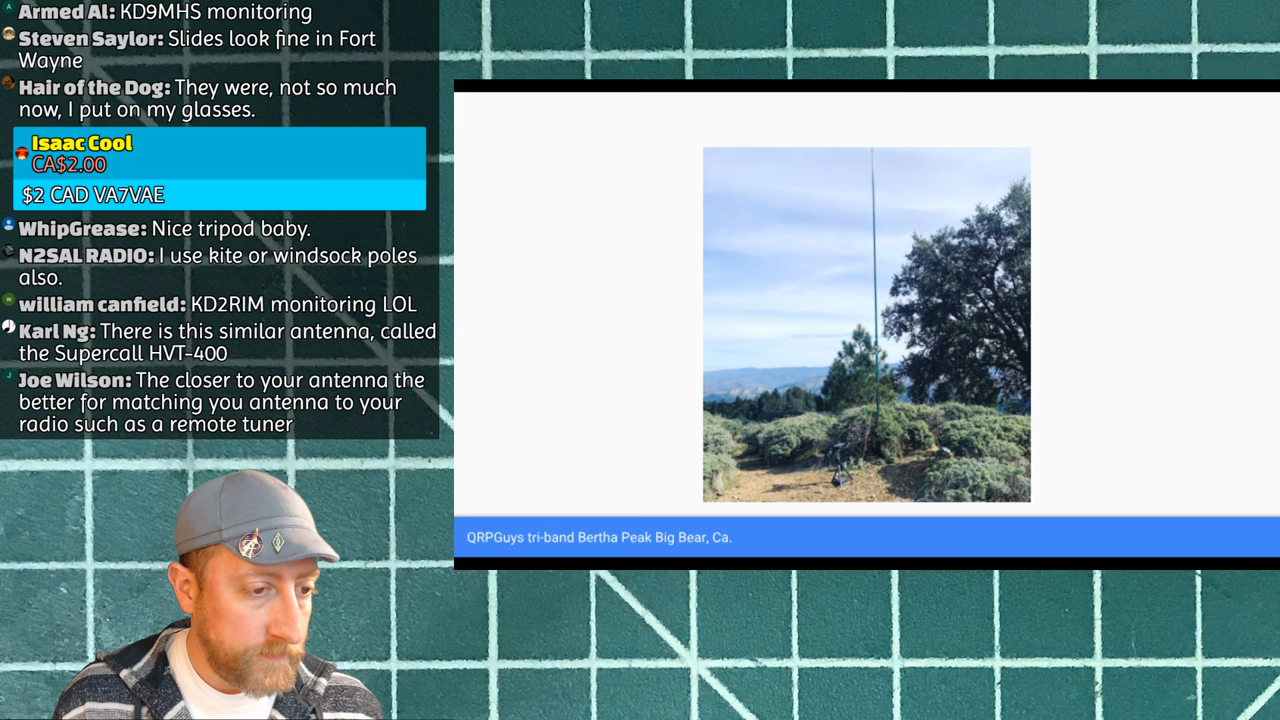 Armed Al: KD9MHS monitoring
Steven Saylor: Slides look fine in Fort
Wayne
Hair of the Dog: They were, not so much
now, I put on my glasses.
Isaac Cool
CA$2.00
$2 CAD VA7VAE
WhipGrease: Nice tripod baby.
N2SAL RADIO: I use kite or windsock poles
also.
william canfield: KD2RIM monitoring LOL
Karl Ng: There is this similar antenna, called
the Supercall HVT-400
Joe Wilson: The closer to your antenna the
better for matching you antenna to your
radio such as a remote tuner
QRPGuys tri-band Bertha Peak Big Bear, Ca.